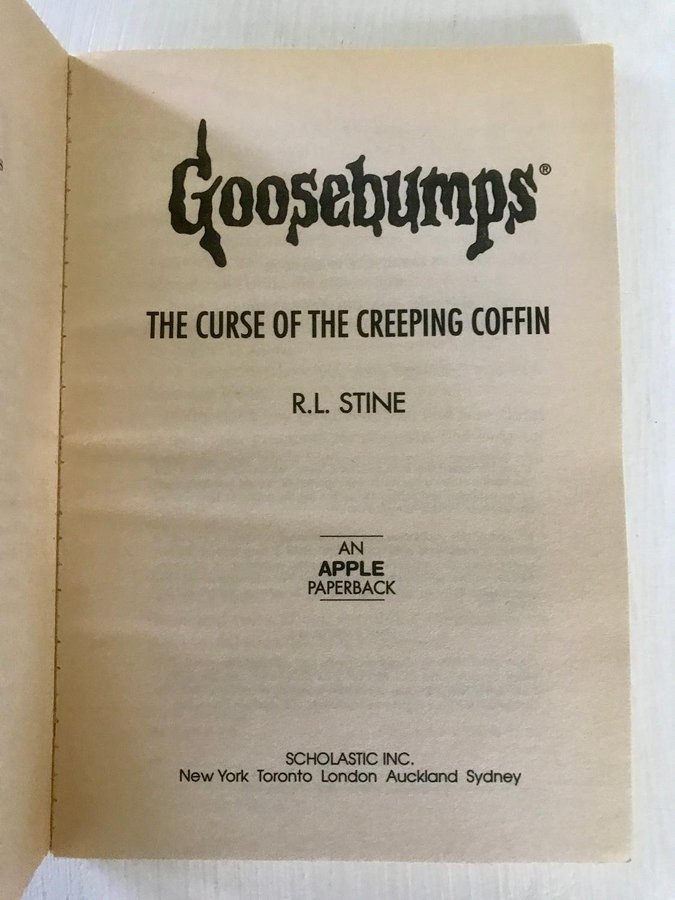 Goosebumps®
THE CURSE OF THE CREEPING COFFIN
R.L. STINE
AN
APPLE
PAPERBACK
SCHOLASTIC INC.
New York Toronto London Auckland Sydney